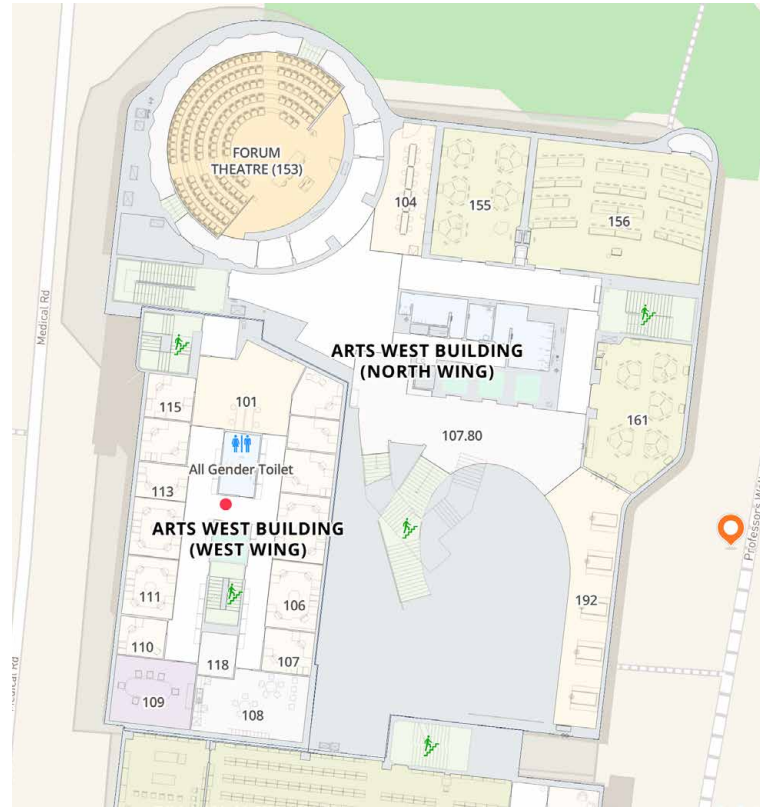 FORUM
THEATRE (153)
104
155
156
Medical Rd
ARTS WEST BUILDING
(NORTH WING)
115
101
161
107.80
All Gender Toilet
113
ARTS WEST BUILDING
(WEST WING)
111
106
192
110
118
107
109
108